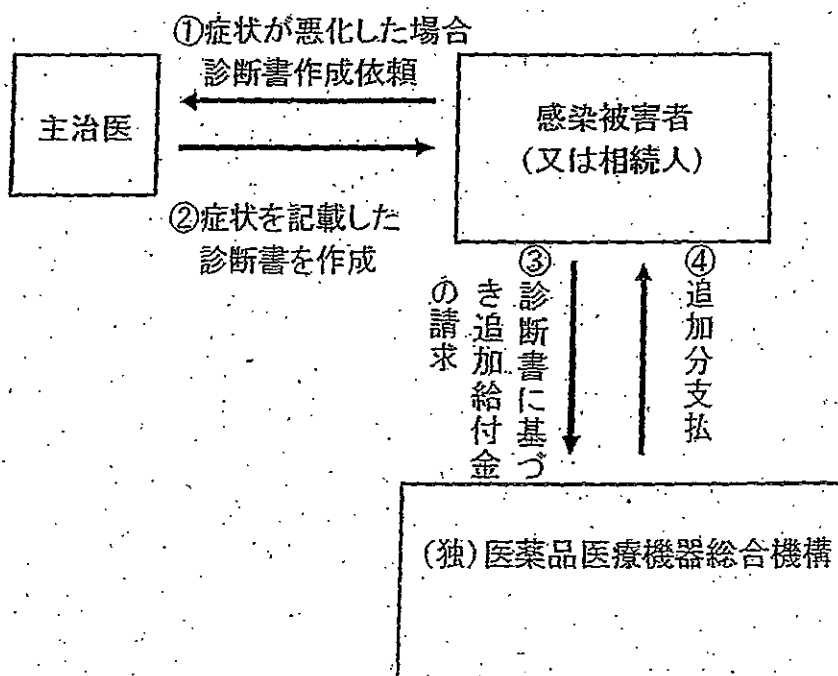 ①症状が悪化した場合
診断書作成依頼
主治医
感染被害者
(又は相続人)
②症状を記載した
診断書を作成
③診断書に基づ
き追加給付金
の請求
④追加分支払
(独)医薬品医療機器総合機構